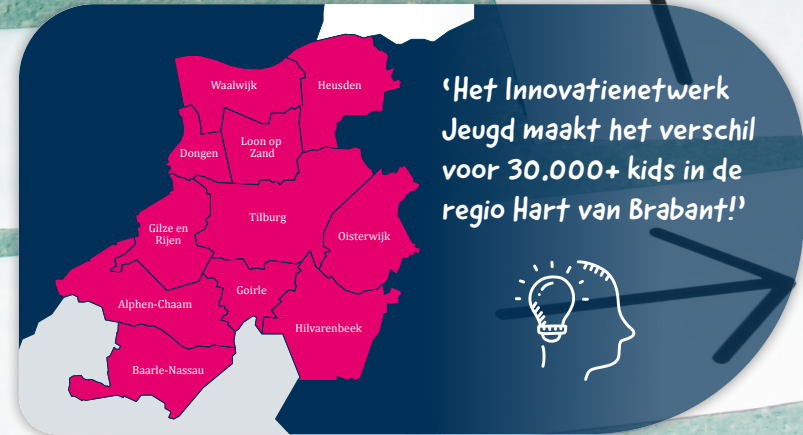 Waalwijk
Heusden
Dongen
Loon op
Zand
Tilburg
Gilze en
Rijen
Oisterwijk
Goirle
Alphen-Chaam
Hilvarenbeek
Baarle-Nassau
‘Het Innovatienetwerk
Jeugd maakt het verschil
voor 30.000+ kids in de
regio Hart van Brabant!’